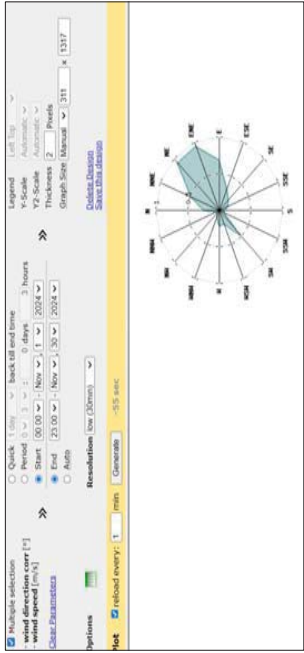 Multiple selection
- wind direction corr [°]
- wind speed [m/s]
Clear Parameters
Quick 1 day back till end time
Period 0 3 : 0 days 3 hours
Start 00:00 - Nov 1 2024
End 23:00 - Nov 30 2024
Auto
Legend Left Top
Y-Scale Automatic
Y2-Scale Automatic
Thickness 2 Pixels
Graph Size Manual 311 x 1317
Options
Resolution low (30min)
Delete Design
Save this design
Plot reload every: 1 min Generate ~55 sec
N
NNE
NE
ENE
E
ESE
SE
SSE
S
SSW
SW
WSW
W
WNW
NW
NNW